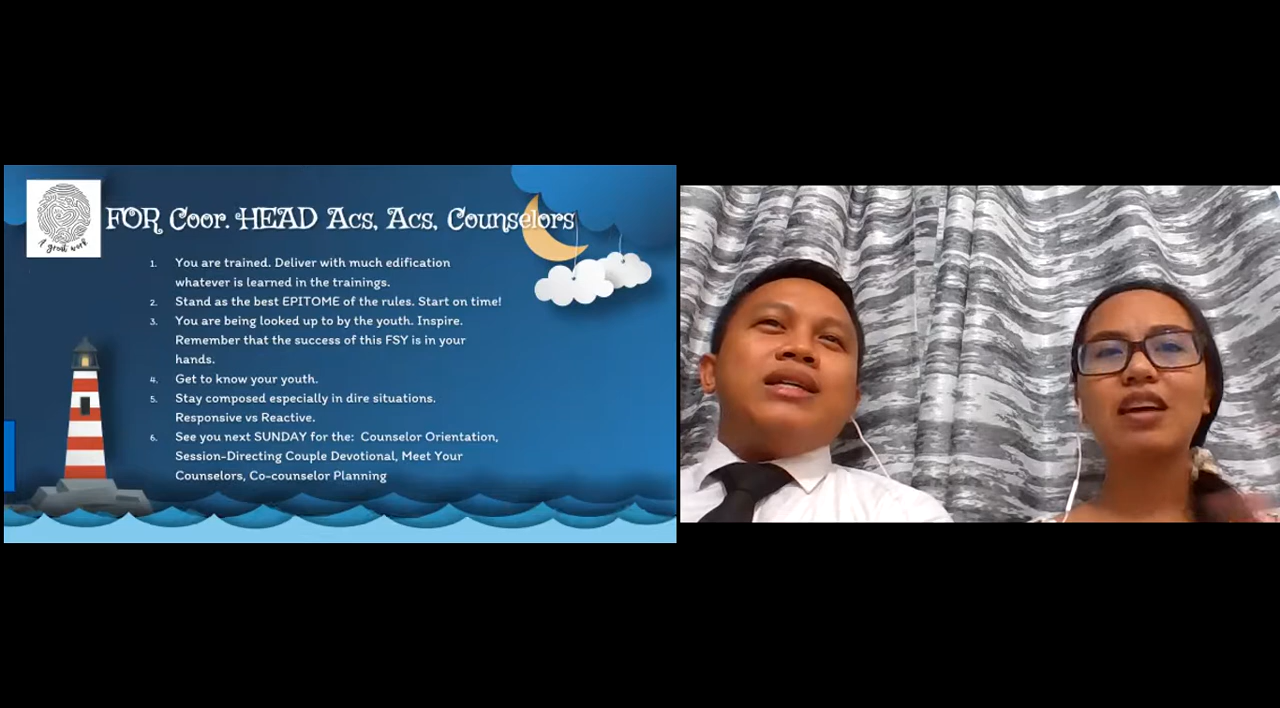 A great work
FOR Coor. HEAD Acs, Acs, Counselors
1. You are trained. Deliver with much edification
whatever is learned in the trainings.
2. Stand as the best EPITOME of the rules. Start on time!
3. You are being looked up to by the youth. Inspire.
Remember that the success of this FSY is in your
hands.
4. Get to know your youth.
5. Stay composed especially in dire situations.
Responsive vs Reactive.
6. See you next SUNDAY for the: Counselor Orientation,
Session-Directing Couple Devotional, Meet Your
Counselors, Co-counselor Planning